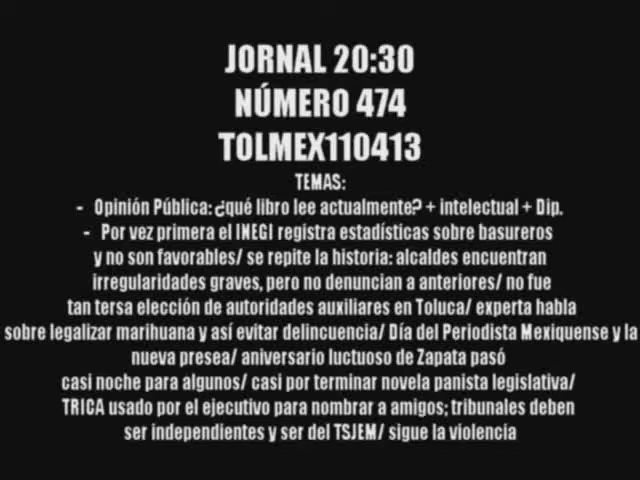 JORNAL 20:30
NÚMERO 474
TOLMEX110413
TEMAS:
- Opinión Pública: ¿qué libro lee actualmente? + intelectual + Dip.
- Por vez primera el INEGI registra estadísticas sobre basureros
y no son favorables/ se repite la historia: alcaldes encuentran
irregularidades graves, pero no denuncian a anteriores/ no fue
tan tersa elección de autoridades auxiliares en Toluca/ experta habla
sobre legalizar marihuana y así evitar delincuencia/ Día del Periodista Mexiquense y la
nueva presea/ aniversario luctuoso de Zapata pasó
casi noche para algunos/ casi por terminar novela panista legislativa/
TRICA usado por el ejecutivo para nombrar a amigos; tribunales deben
ser independientes y ser del TSJEM/ sigue la violencia